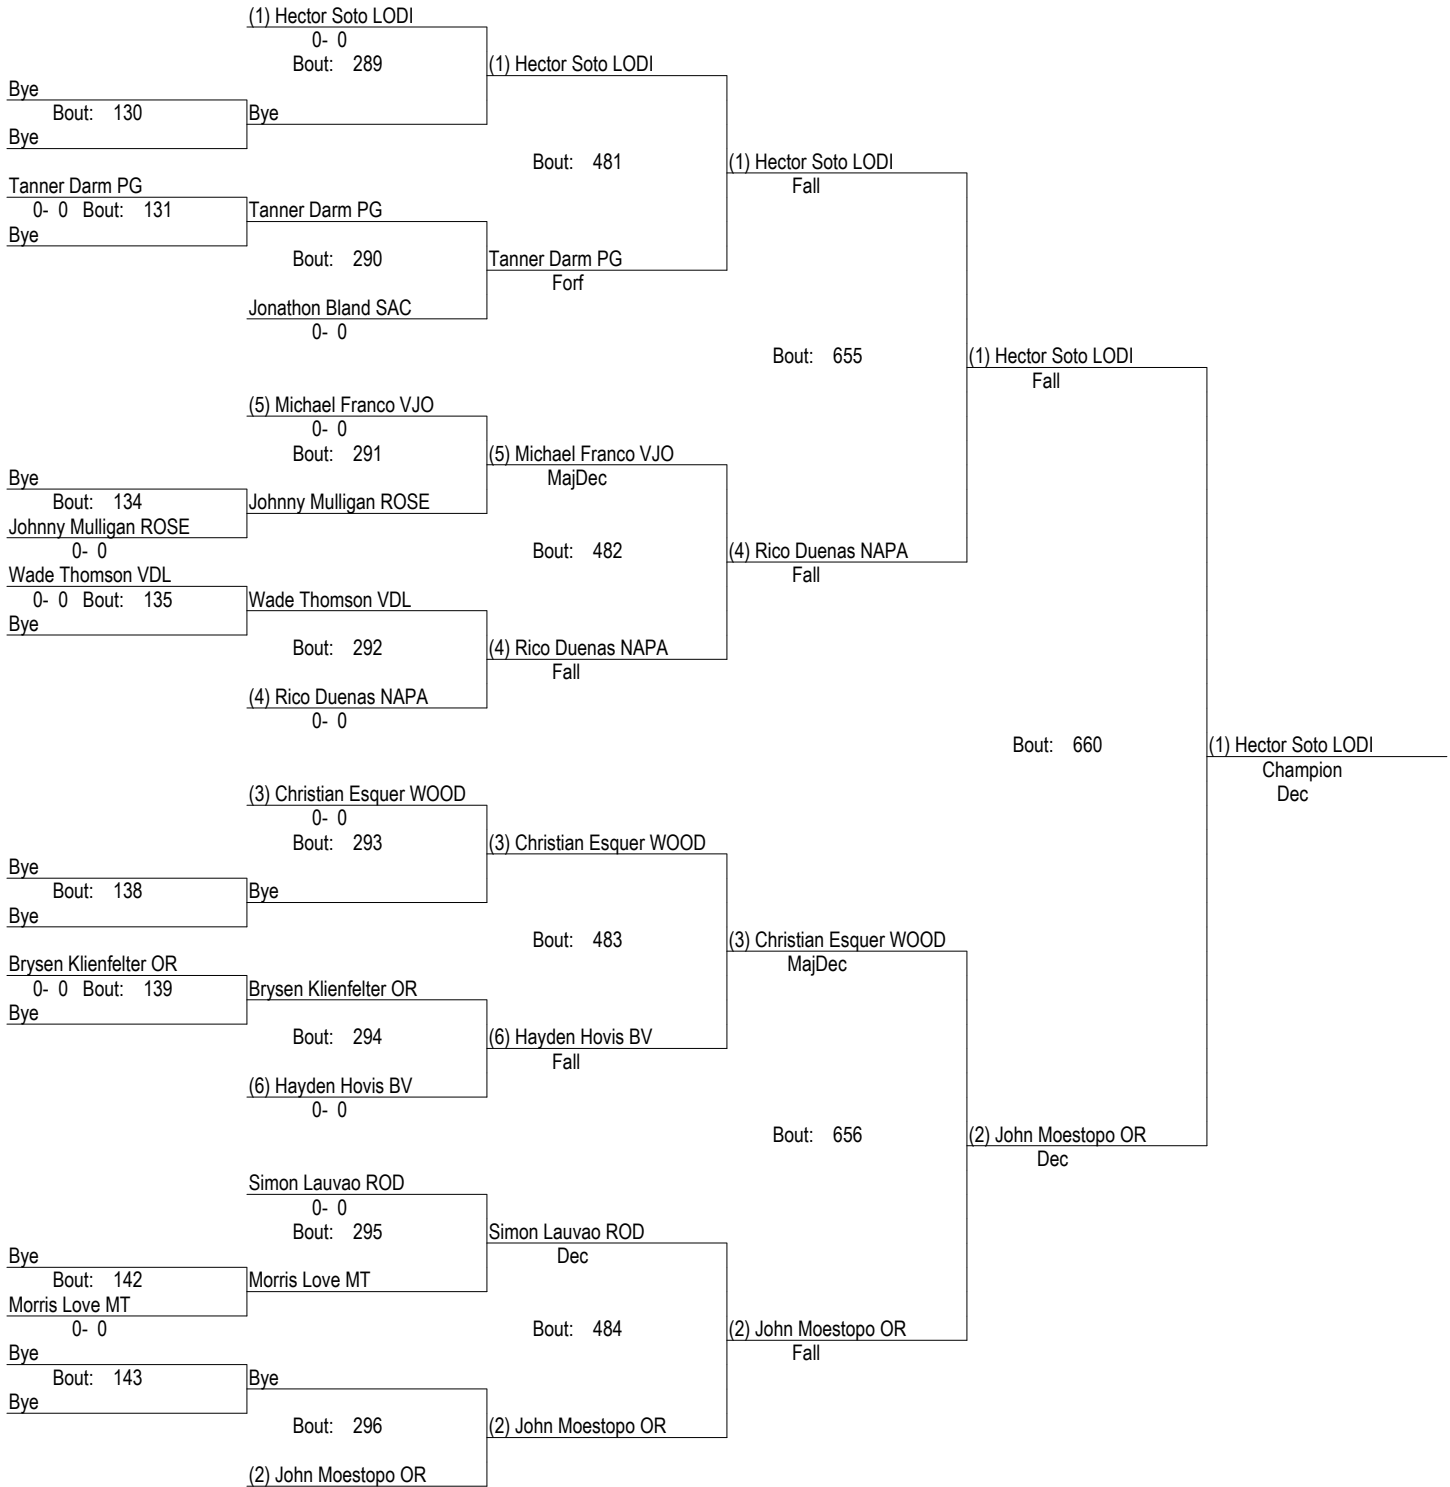 (1) Hector Soto LODI
0- 0
Bout: 289
(1) Hector Soto LODI
Bye
Bout: 130
Bye
Bye
Bout: 481
(1) Hector Soto LODI
Fall
Tanner Darm PG
0- 0 Bout: 131
Tanner Darm PG
Bye
Bout: 290
Tanner Darm PG
Forf
Jonathon Bland SAC
0- 0
Bout: 655
(1) Hector Soto LODI
Fall
(5) Michael Franco VJO
0- 0
Bout: 291
(5) Michael Franco VJO
MajDec
Bye
Bout: 134
Johnny Mulligan ROSE
Johnny Mulligan ROSE
0- 0
Bout: 482
(4) Rico Duenas NAPA
Fall
Wade Thomson VDL
0- 0 Bout: 135
Wade Thomson VDL
Bye
Bout: 292
(4) Rico Duenas NAPA
Fall
(4) Rico Duenas NAPA
0- 0
Bout: 660
(1) Hector Soto LODI
Champion
Dec
(3) Christian Esquer WOOD
0- 0
Bout: 293
(3) Christian Esquer WOOD
Bye
Bout: 138
Bye
Bye
Bout: 483
(3) Christian Esquer WOOD
MajDec
Brysen Klienfelter OR
0- 0 Bout: 139
Brysen Klienfelter OR
Bye
Bout: 294
(6) Hayden Hovis BV
Fall
(6) Hayden Hovis BV
0- 0
Bout: 656
(2) John Moestopo OR
Dec
Simon Lauvao ROD
0- 0
Bout: 295
Simon Lauvao ROD
Dec
Bye
Bout: 142
Morris Love MT
Morris Love MT
0- 0
Bout: 484
(2) John Moestopo OR
Fall
Bye
Bout: 143
Bye
Bye
Bout: 296
(2) John Moestopo OR
(2) John Moestopo OR